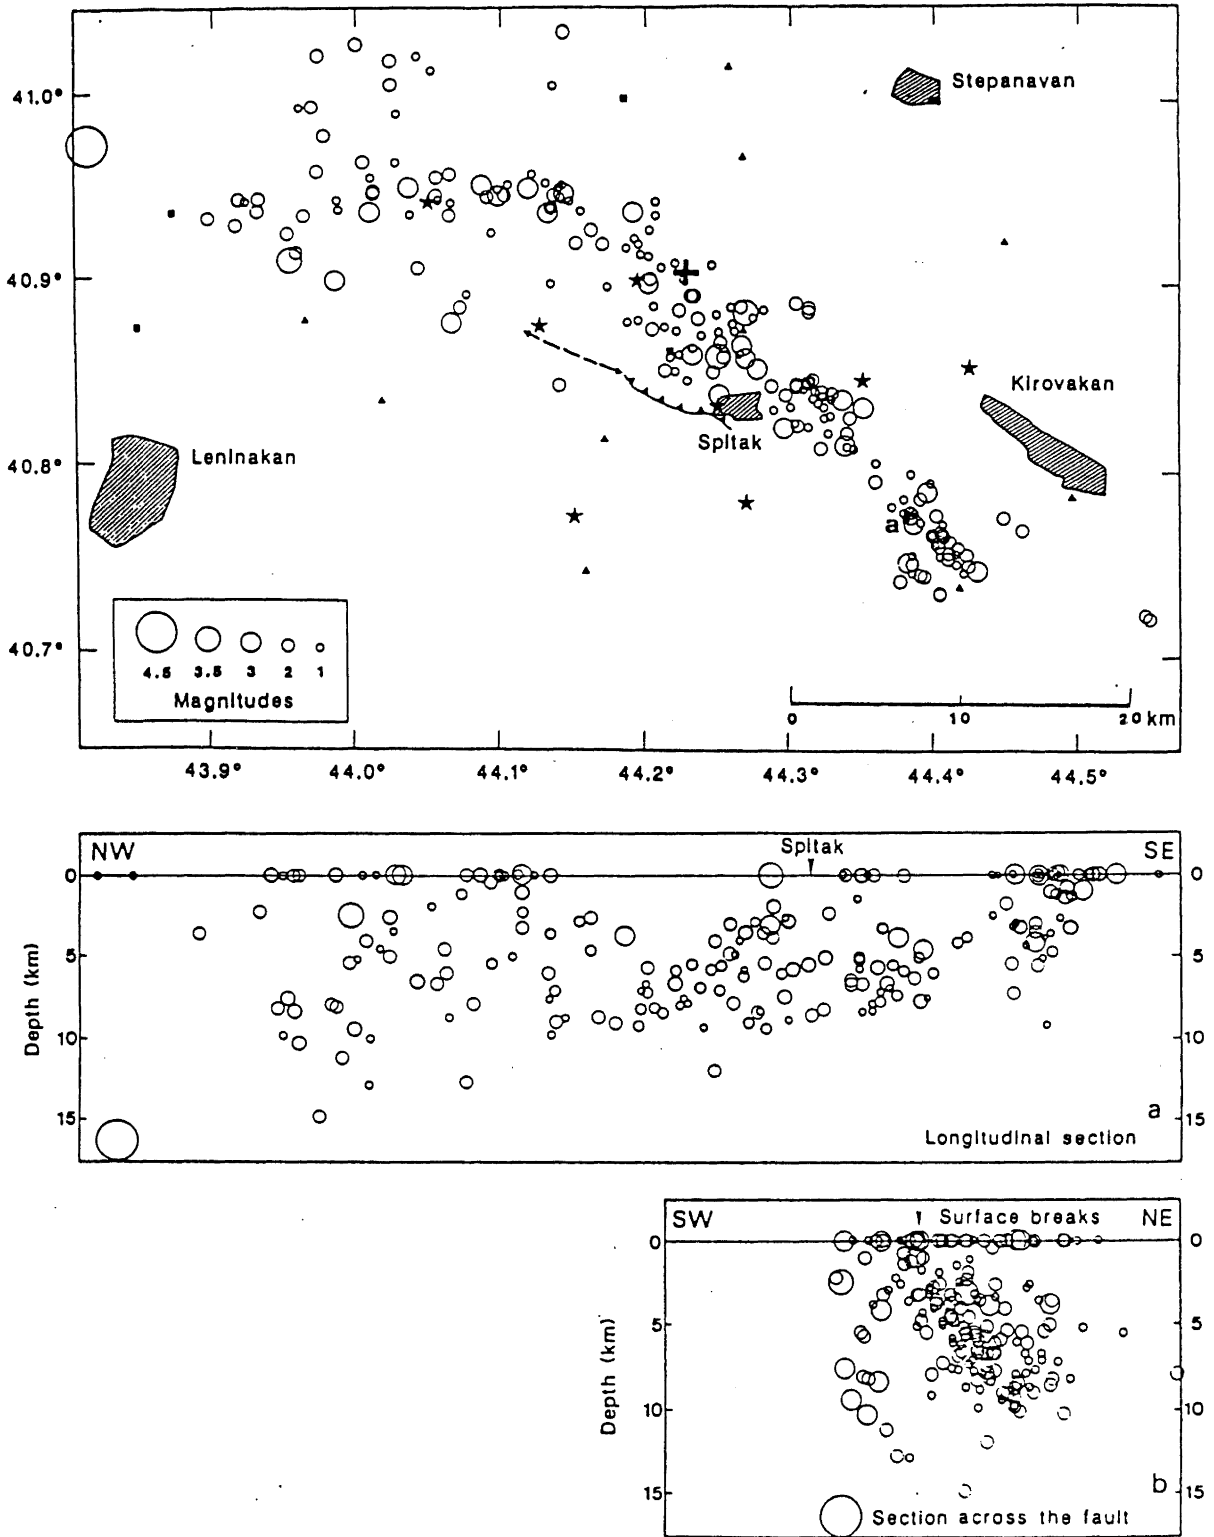 Stepanavan
41.0°
40.9°
Kirovakan
Leninakan
Spitak
40.8°
a
4.5 3.5 3 2 1
Magnitudes
40.7°
0 10 20 km
43.9° 44.0° 44.1° 44.2° 44.3° 44.4° 44.5°
NW Spitak SE
0 0
5 5
10 10
15 a 15
Depth (km)
Longitudinal section
SW Surface breaks NE
0 0
5 5
10 10
15 b 15
Depth (km)
Section across the fault